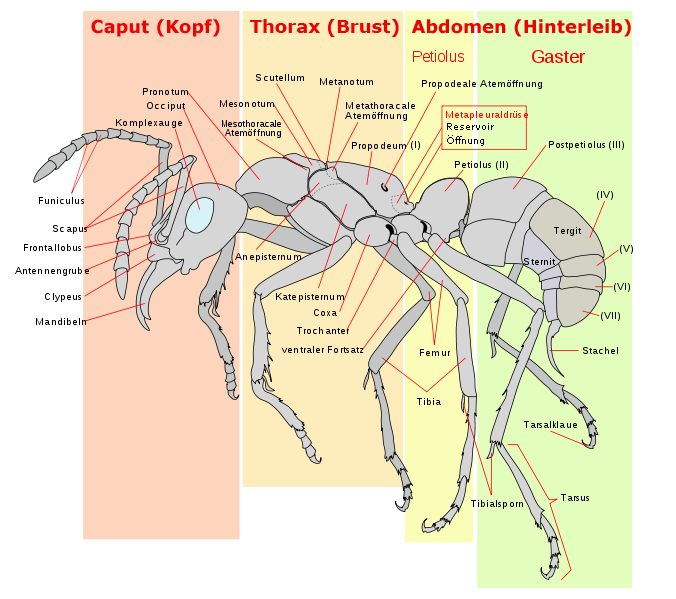 Caput (Kopf)
Thorax (Brust)
Abdomen (Hinterleib)
Petiolus
Gaster
Scutellum
Metanotum
Propodeale Atemöffnung
Pronotum
Occiput
Komplexauge
Mesonotum
Mesothoracale
Atemöffnung
Metathoracale
Atemöffnung
Metapleuraldrüse
Reservoir
Öffnung
Propodeum (I)
Petiolus (II)
Postpetiolus (III)
(IV)
Tergit
(V)
Sternit
(VI)
(VII)
Funiculus
Scapus
Frontallobus
Antennengrube
Clypeus
Mandibeln
Anepisternum
Katepisternum
Coxa
Trochanter
ventraler Fortsatz
Femur
Tibia
Stachel
Tarsalklaue
Tibialsporn
Tarsus